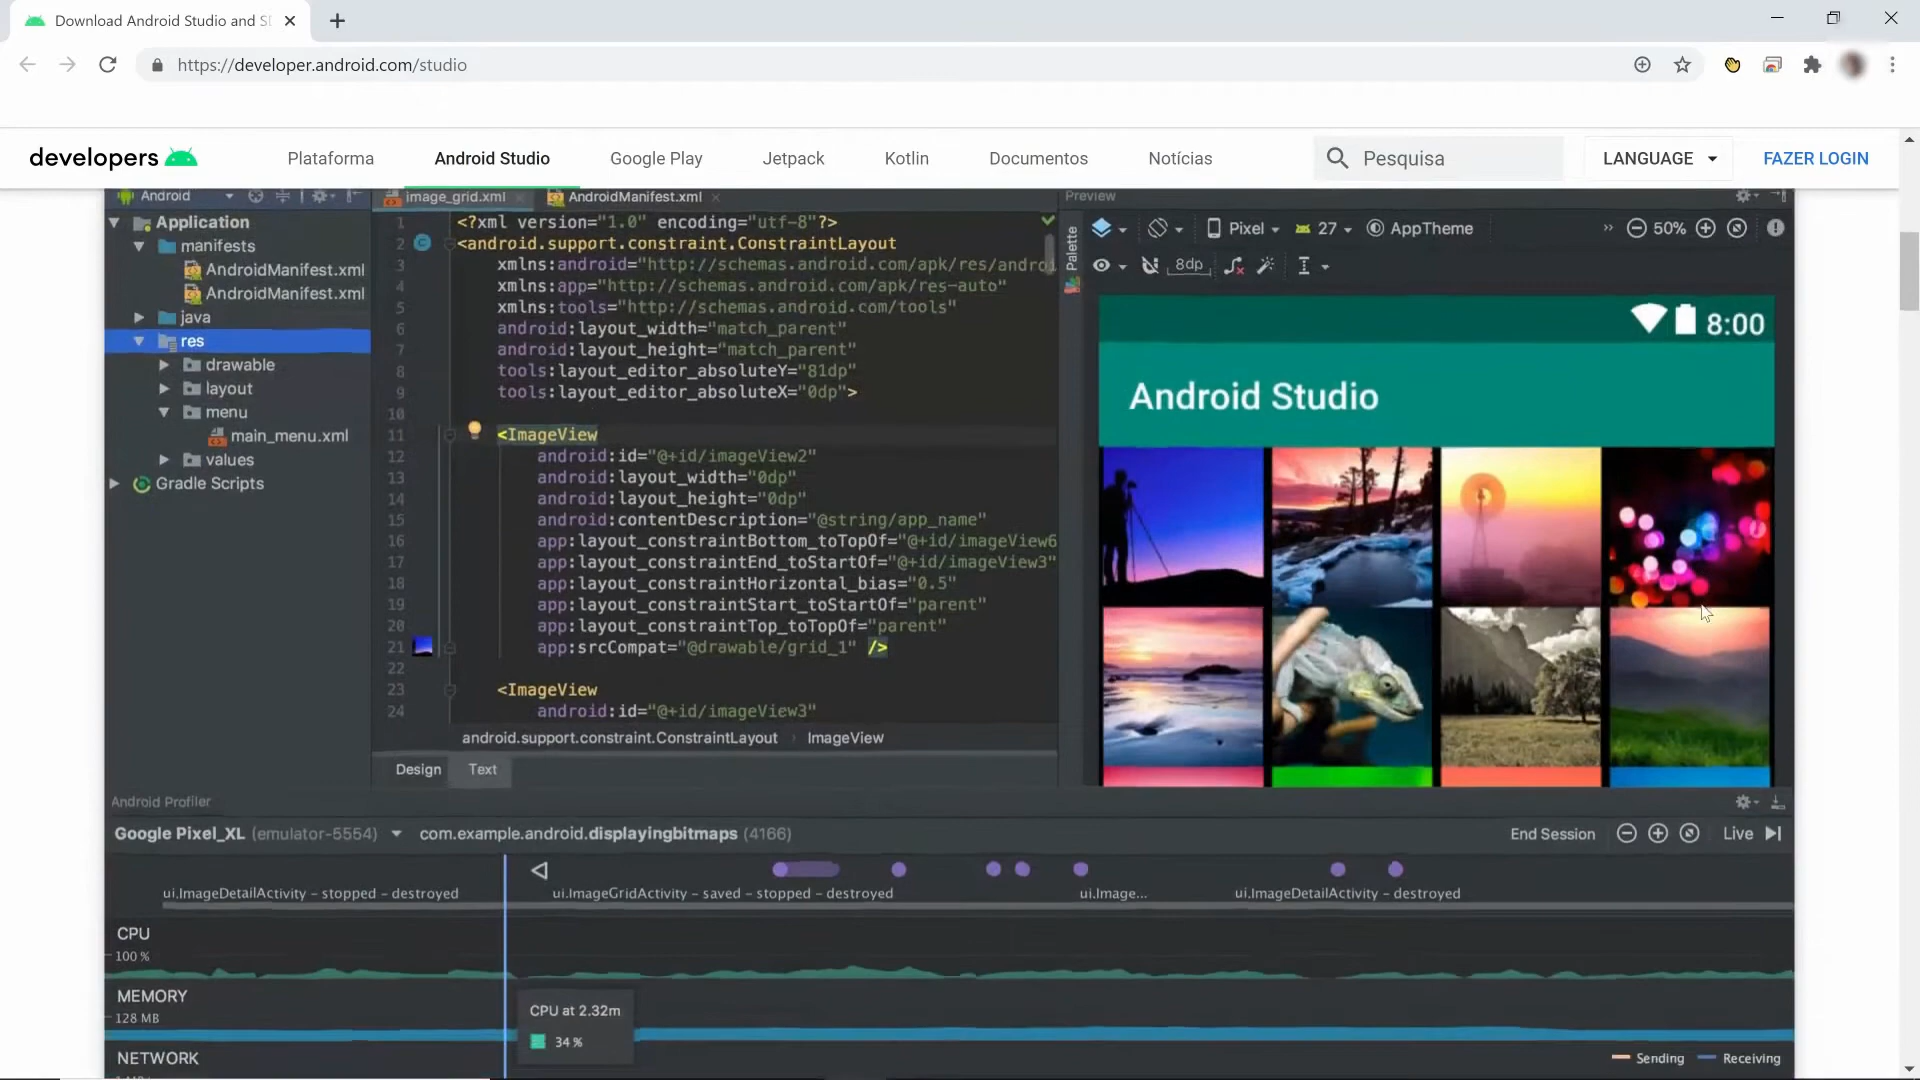 Download Android Studio and S
https://developer.android.com/studio
developers
Plataforma
Android Studio
Google Play
Jetpack
Kotlin
Documentos
Notícias
Pesquisa
LANGUAGE
FAZER LOGIN
Android
Application
manifests
AndroidManifest.xml
AndroidManifest.xml
java
res
drawable
layout
menu
main_menu.xml
values
Gradle Scripts
image_grid.xml
AndroidManifest.xml
1 <?xml version="1.0" encoding="utf-8"?>
2 <android.support.constraint.ConstraintLayout
3 xmlns:android="http://schemas.android.com/apk/res/androi
4 xmlns:app="http://schemas.android.com/apk/res-auto"
5 xmlns:tools="http://schemas.android.com/tools"
6 android:layout_width="match_parent"
7 android:layout_height="match_parent"
8 tools:layout_editor_absoluteY="81dp"
9 tools:layout_editor_absoluteX="0dp">
10
11 <ImageView
12 android:id="@+id/imageView2"
13 android:layout_width="0dp"
14 android:layout_height="0dp"
15 android:contentDescription="@string/app_name"
16 app:layout_constraintBottom_toTopOf="@+id/imageView6
17 app:layout_constraintEnd_toStartOf="@+id/imageView3"
18 app:layout_constraintHorizontal_bias="0.5"
19 app:layout_constraintStart_toStartOf="parent"
20 app:layout_constraintTop_toTopOf="parent"
21 app:srcCompat="@drawable/grid_1" />
22
23 <ImageView
24 android:id="@+id/imageView3"
android.support.constraint.ConstraintLayout › ImageView
Design
Text
Preview
Palette
Pixel
27
AppTheme
50%
8dp
8:00
Android Studio
Android Profiler
Google Pixel_XL (emulator-5554)
com.example.android.displayingbitmaps (4166)
End Session
Live
ui.ImageDetailActivity – stopped – destroyed
ui.ImageGridActivity – saved – stopped – destroyed
ui.Image...
ui.ImageDetailActivity – destroyed
CPU
100 %
MEMORY
128 MB
CPU at 2.32m
34 %
NETWORK
Sending
Receiving